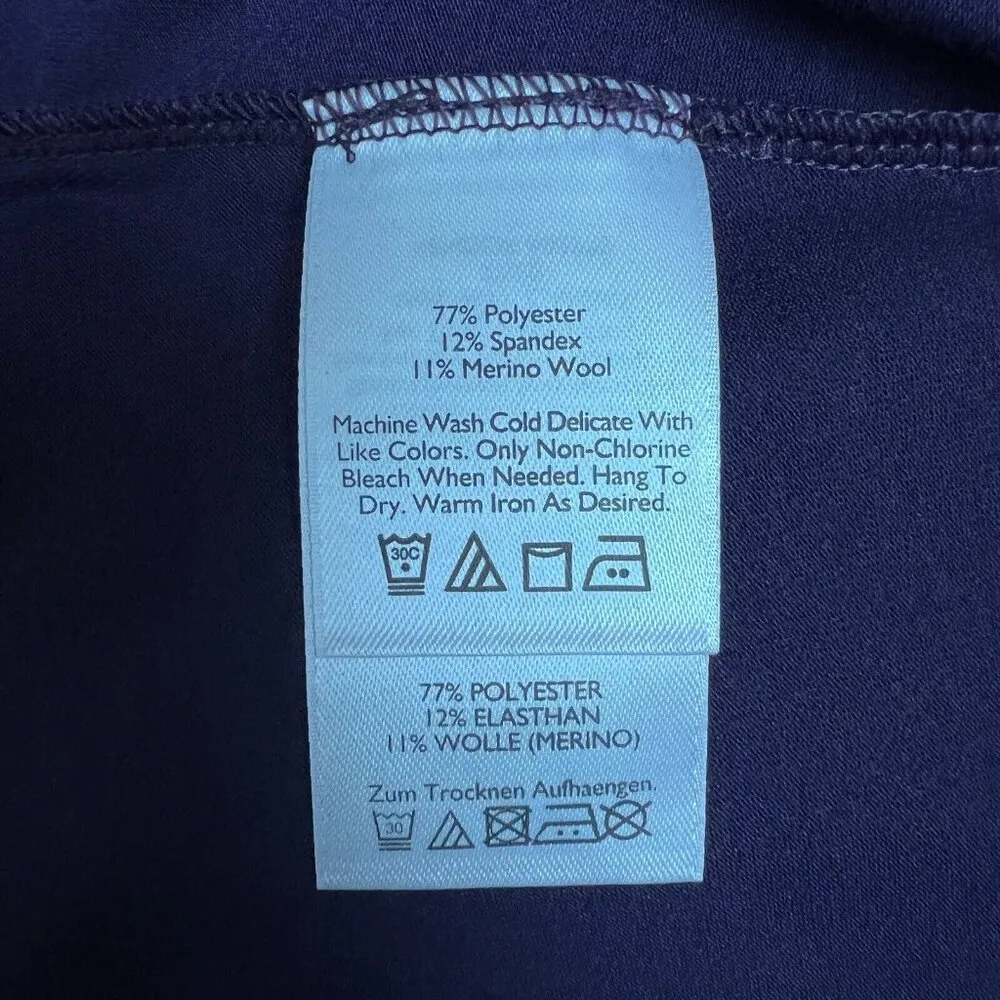 77% Polyester
12% Spandex
11% Merino Wool
Machine Wash Cold Delicate With
Like Colors. Only Non-Chlorine
Bleach When Needed. Hang To
Dry. Warm Iron As Desired.
30C
77% POLYESTER
12% ELASTHAN
11% WOLLE (MERINO)
Zum Trocknen Aufhaengen.
30